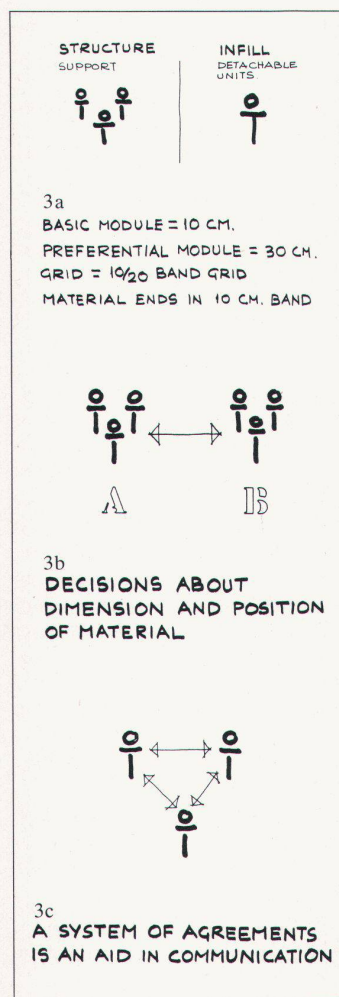 STRUCTURE
SUPPORT
INFILL
DETACHABLE
UNITS
3a
BASIC MODULE = 10 CM.
PREFERENTIAL MODULE = 30 CM.
GRID = 10/20 BAND GRID
MATERIAL ENDS IN 10 CM. BAND
A
B
3b
DECISIONS ABOUT
DIMENSION AND POSITION
OF MATERIAL
3c
A SYSTEM OF AGREEMENTS
IS AN AID IN COMMUNICATION